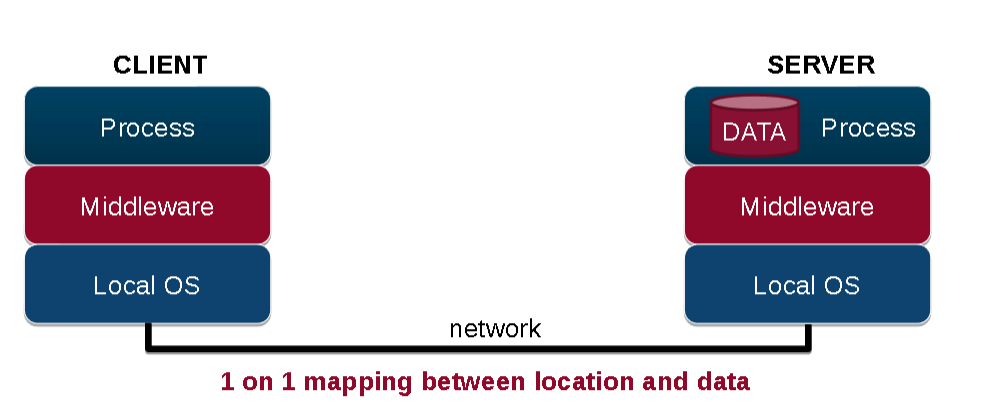 CLIENT
SERVER
Process
DATA
Process
Middleware
Middleware
Local OS
Local OS
network
1 on 1 mapping between location and data